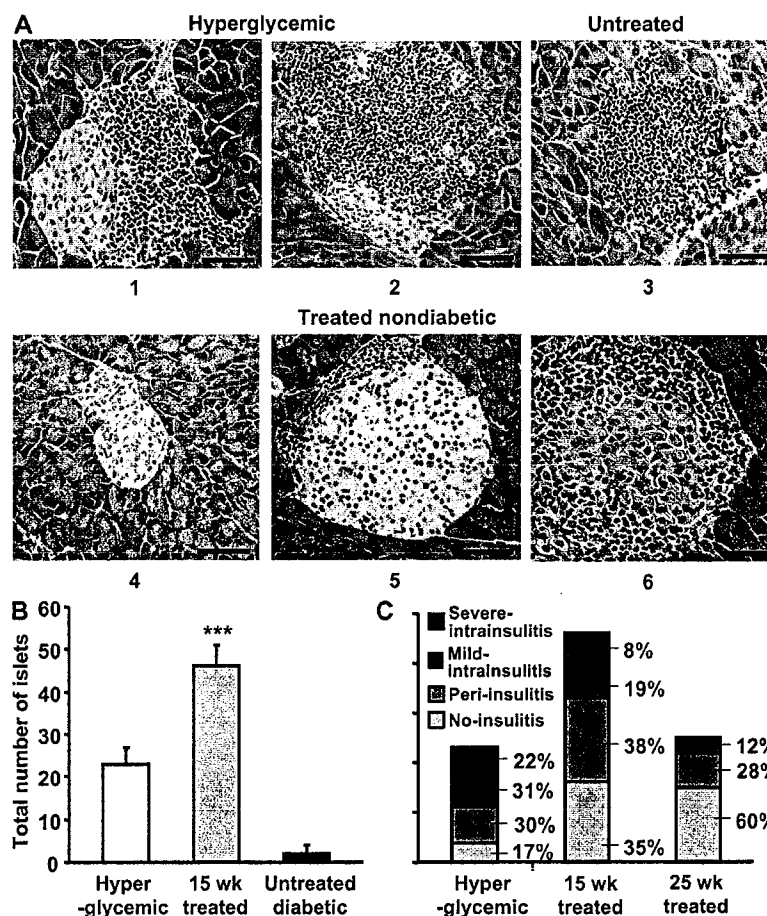 A Hyperglycemic Untreated
1 2 3
Treated nondiabetic
4 5 6
B
Total number of islets
60
50
40
30
20
10
0
***
Hyper
-glycemic
15 wk
treated
Untreated
diabetic
C
Severe-
intrainsulitis
Mild-
intrainsulitis
Peri-insulitis
No-insulitis
22%
31%
30%
17%
8%
19%
38%
35%
12%
28%
60%
Hyper
-glycemic
15 wk
treated
25 wk
treated